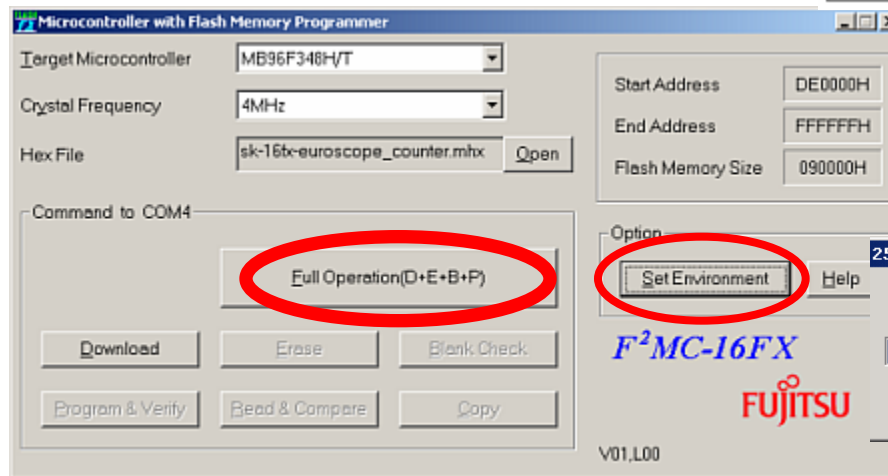 Microcontroller with Flash Memory Programmer
Target Microcontroller
MB96F348H/T
Crystal Frequency
4MHz
Hex File
sk-16fx-euroscope_counter.mhx
Open
Start Address
DE0000H
End Address
FFFFFFH
Flash Memory Size
090000H
Command to COM4
Full Operation(D+E+B+P)
Download
Erase
Blank Check
Program & Verify
Read & Compare
Copy
Option
Set Environment
Help
25
F²MC-16FX
FUJITSU
V01,L00